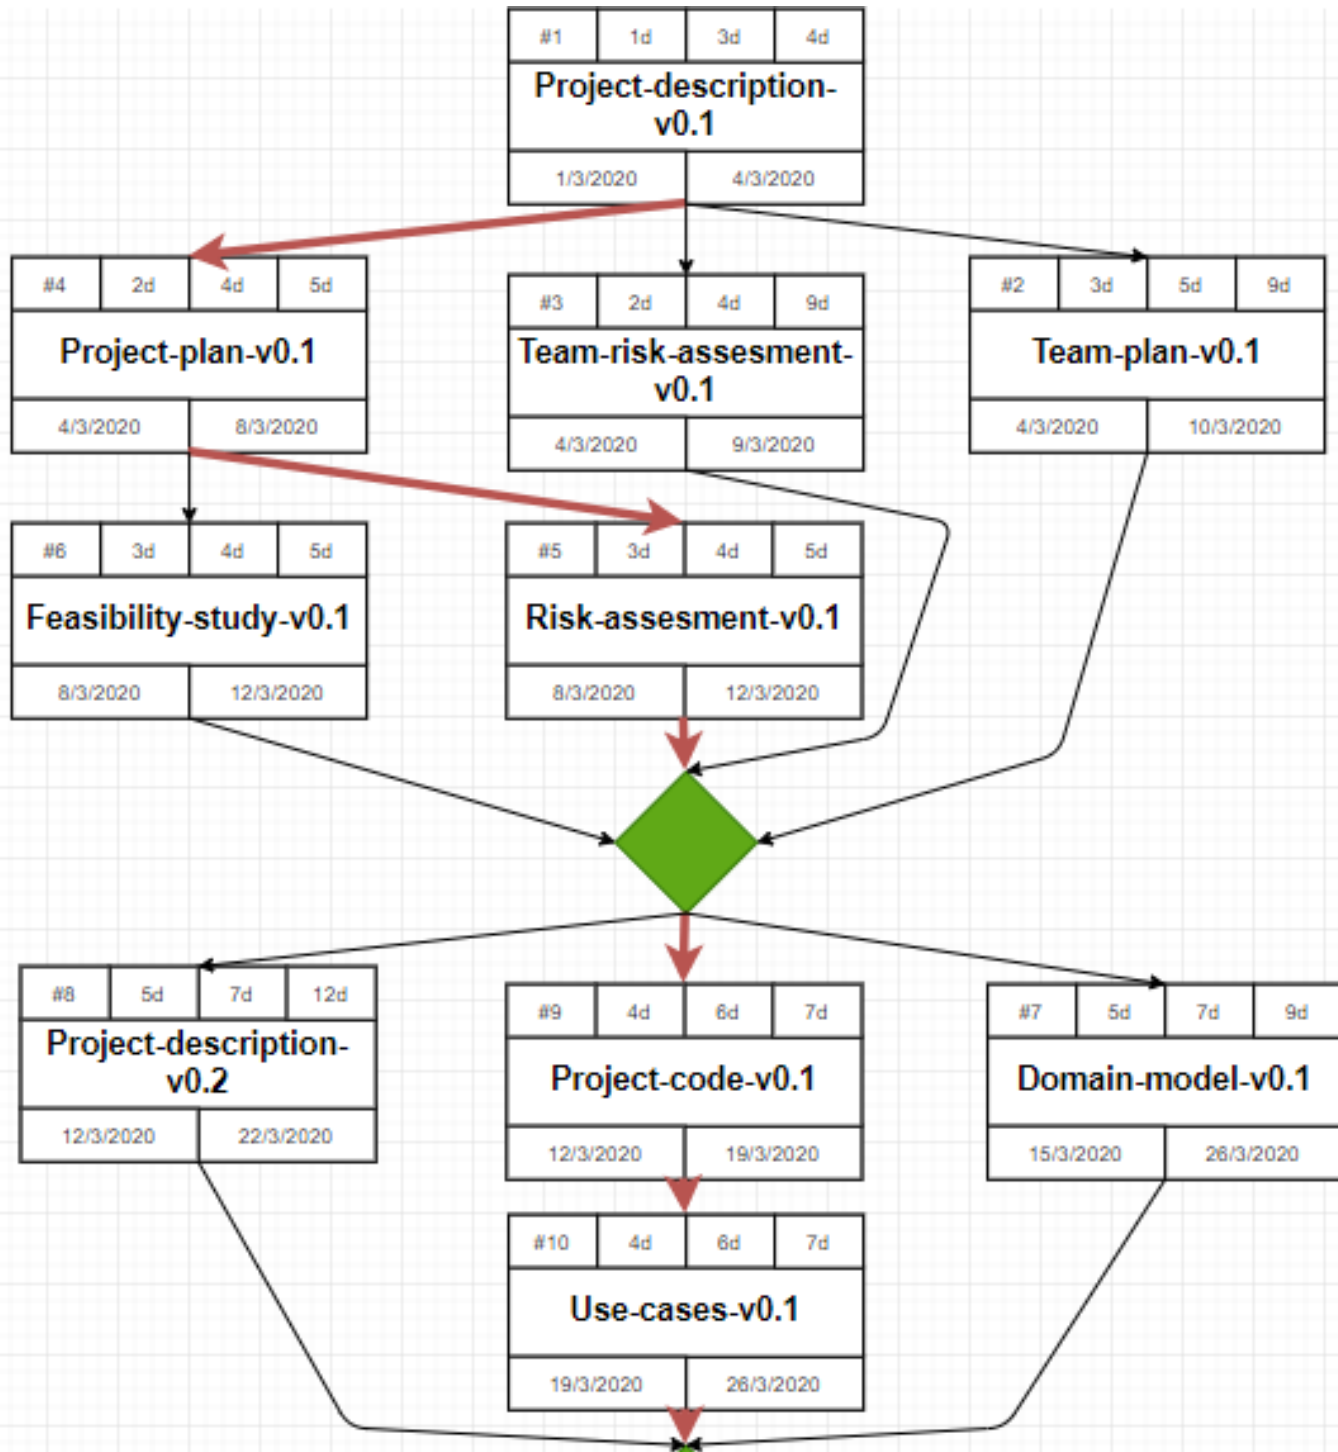 #1 1d 3d 4d
Project-description-
v0.1
1/3/2020 4/3/2020
#4 2d 4d 5d
Project-plan-v0.1
4/3/2020 8/3/2020
#3 2d 4d 9d
Team-risk-assesment-
v0.1
4/3/2020 9/3/2020
#2 3d 5d 9d
Team-plan-v0.1
4/3/2020 10/3/2020
#6 3d 4d 5d
Feasibility-study-v0.1
8/3/2020 12/3/2020
#5 3d 4d 5d
Risk-assesment-v0.1
8/3/2020 12/3/2020
#8 5d 7d 12d
Project-description-
v0.2
12/3/2020 22/3/2020
#9 4d 6d 7d
Project-code-v0.1
12/3/2020 19/3/2020
#7 5d 7d 9d
Domain-model-v0.1
15/3/2020 26/3/2020
#10 4d 6d 7d
Use-cases-v0.1
19/3/2020 26/3/2020